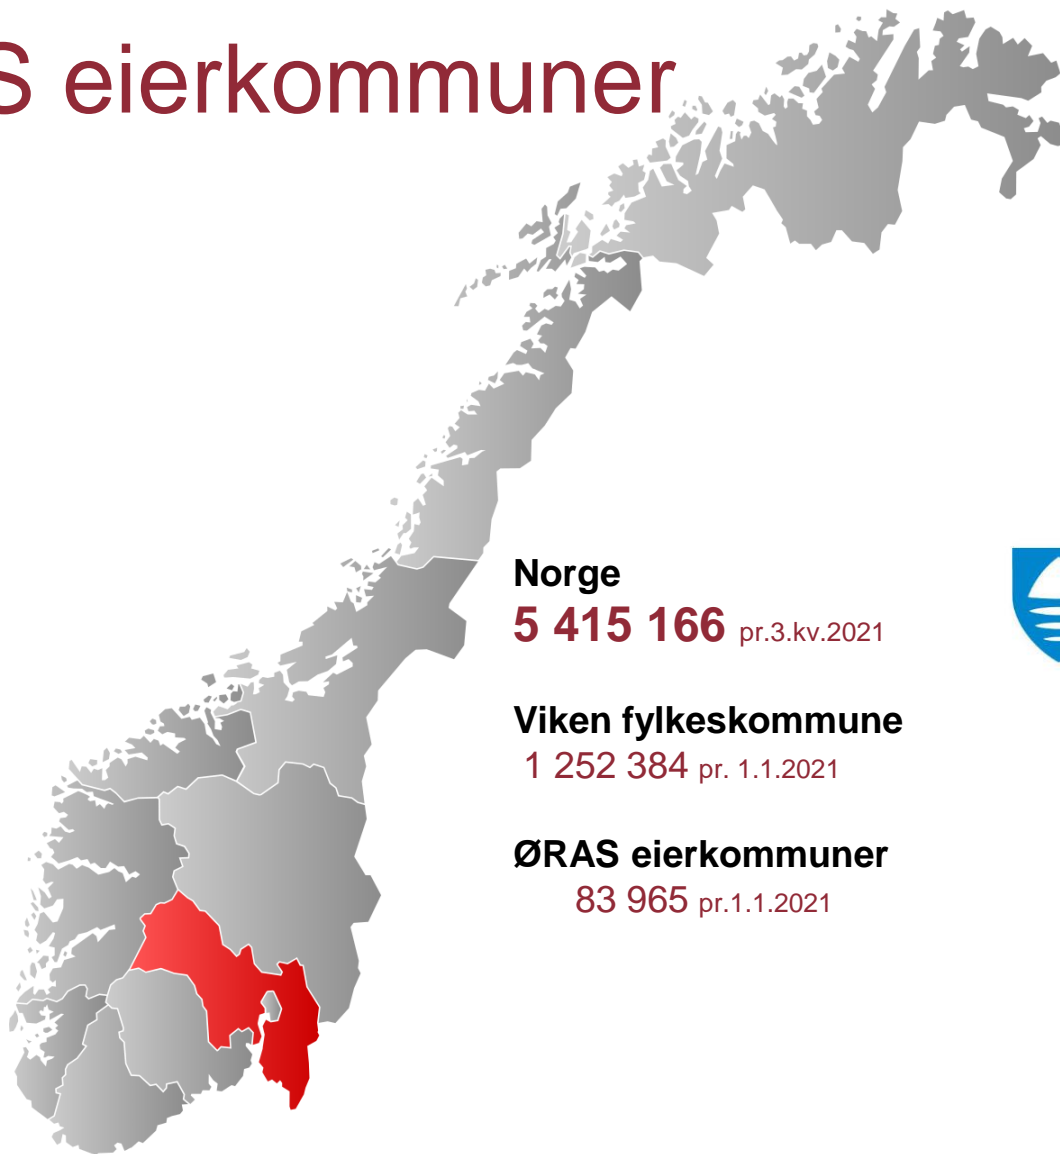 S eierkommuner
Norge
5 415 166 pr.3.kv.2021
Viken fylkeskommune
1 252 384 pr. 1.1.2021
ØRAS eierkommuner
83 965 pr.1.1.2021